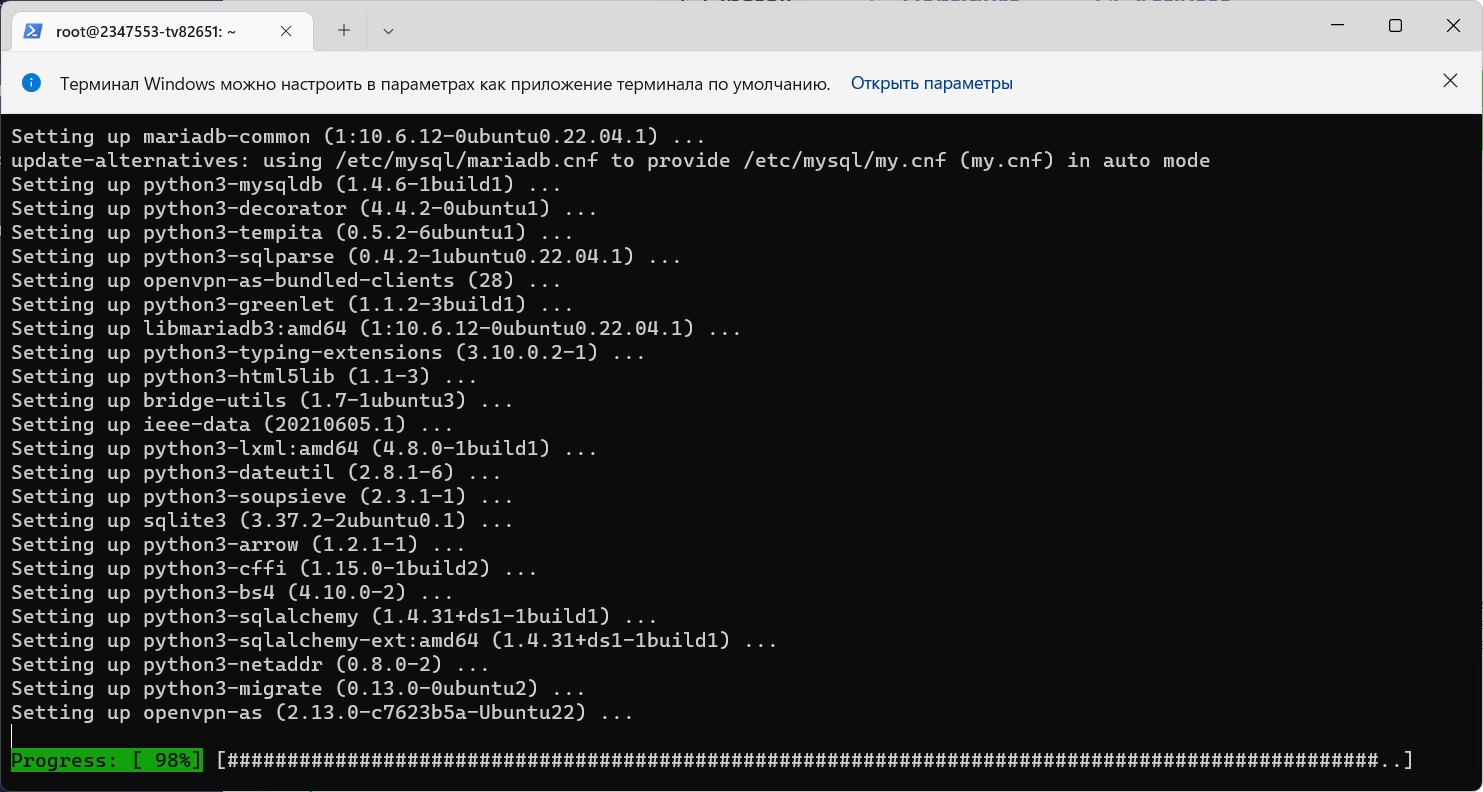 root@2347553-tv82651: ~
Терминал Windows можно настроить в параметрах как приложение терминала по умолчанию. Открыть параметры
Setting up mariadb-common (1:10.6.12-0ubuntu0.22.04.1) ...
update-alternatives: using /etc/mysql/mariadb.cnf to provide /etc/mysql/my.cnf (my.cnf) in auto mode
Setting up python3-mysqldb (1.4.6-1build1) ...
Setting up python3-decorator (4.4.2-0ubuntu1) ...
Setting up python3-tempita (0.5.2-6ubuntu1) ...
Setting up python3-sqlparse (0.4.2-1ubuntu0.22.04.1) ...
Setting up openvpn-as-bundled-clients (28) ...
Setting up python3-greenlet (1.1.2-3build1) ...
Setting up libmariadb3:amd64 (1:10.6.12-0ubuntu0.22.04.1) ...
Setting up python3-typing-extensions (3.10.0.2-1) ...
Setting up python3-html5lib (1.1-3) ...
Setting up bridge-utils (1.7-1ubuntu3) ...
Setting up ieee-data (20210605.1) ...
Setting up python3-lxml:amd64 (4.8.0-1build1) ...
Setting up python3-dateutil (2.8.1-6) ...
Setting up python3-soupsieve (2.3.1-1) ...
Setting up sqlite3 (3.37.2-2ubuntu0.1) ...
Setting up python3-arrow (1.2.1-1) ...
Setting up python3-cffi (1.15.0-1build2) ...
Setting up python3-bs4 (4.10.0-2) ...
Setting up python3-sqlalchemy (1.4.31+ds1-1build1) ...
Setting up python3-sqlalchemy-ext:amd64 (1.4.31+ds1-1build1) ...
Setting up python3-netaddr (0.8.0-2) ...
Setting up python3-migrate (0.13.0-0ubuntu2) ...
Setting up openvpn-as (2.13.0-c7623b5a-Ubuntu22) ...
Progress: [ 98%] [################################################################################################..]